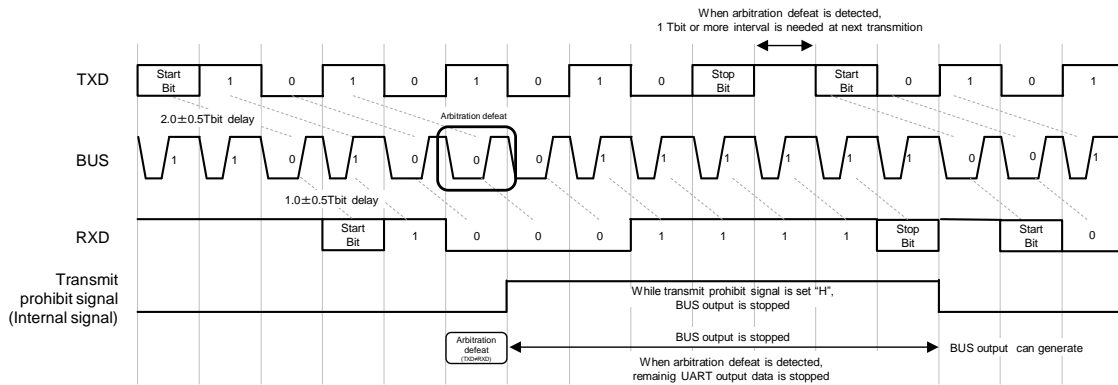 When arbitration defeat is detected,
1 Tbit or more interval is needed at next transmition
TXD
Start
Bit
1
0
1
0
1
0
1
0
Stop
Bit
Start
Bit
0
1
0
1
2.0±0.5Tbit delay
Arbitration defeat
BUS
1
1
0
1
0
0
0
1
1
1
1
1
1
0
0
1
1.0±0.5Tbit delay
RXD
Start
Bit
1
0
0
0
1
1
1
1
Stop
Bit
Start
Bit
0
Transmit
prohibit signal
(Internal signal)
While transmit prohibit signal is set "H",
BUS output is stopped
Arbitration
defeat
(TXD≠RXD)
BUS output is stopped
BUS output can generate
When arbitration defeat is detected,
remainig UART output data is stopped